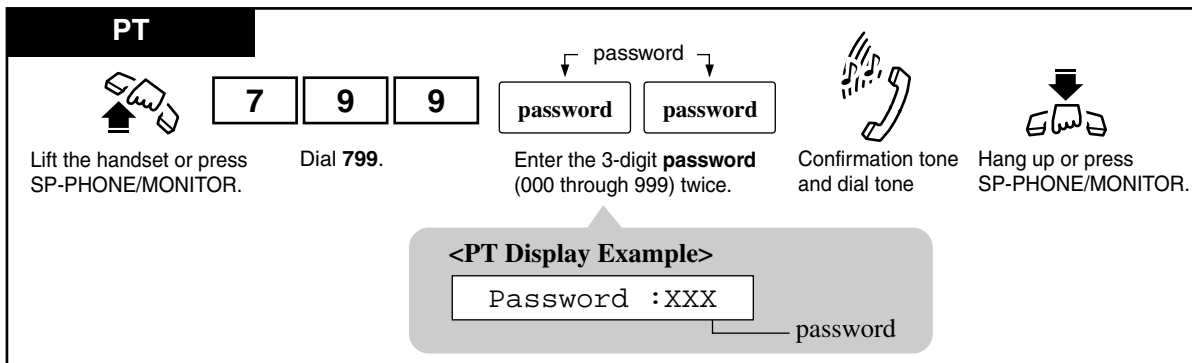 PT
password
7 9 9
password password
Lift the handset or press
SP-PHONE/MONITOR.
Dial 799.
Enter the 3-digit password
(000 through 999) twice.
Confirmation tone
and dial tone
Hang up or press
SP-PHONE/MONITOR.
<PT Display Example>
Password :XXX
password